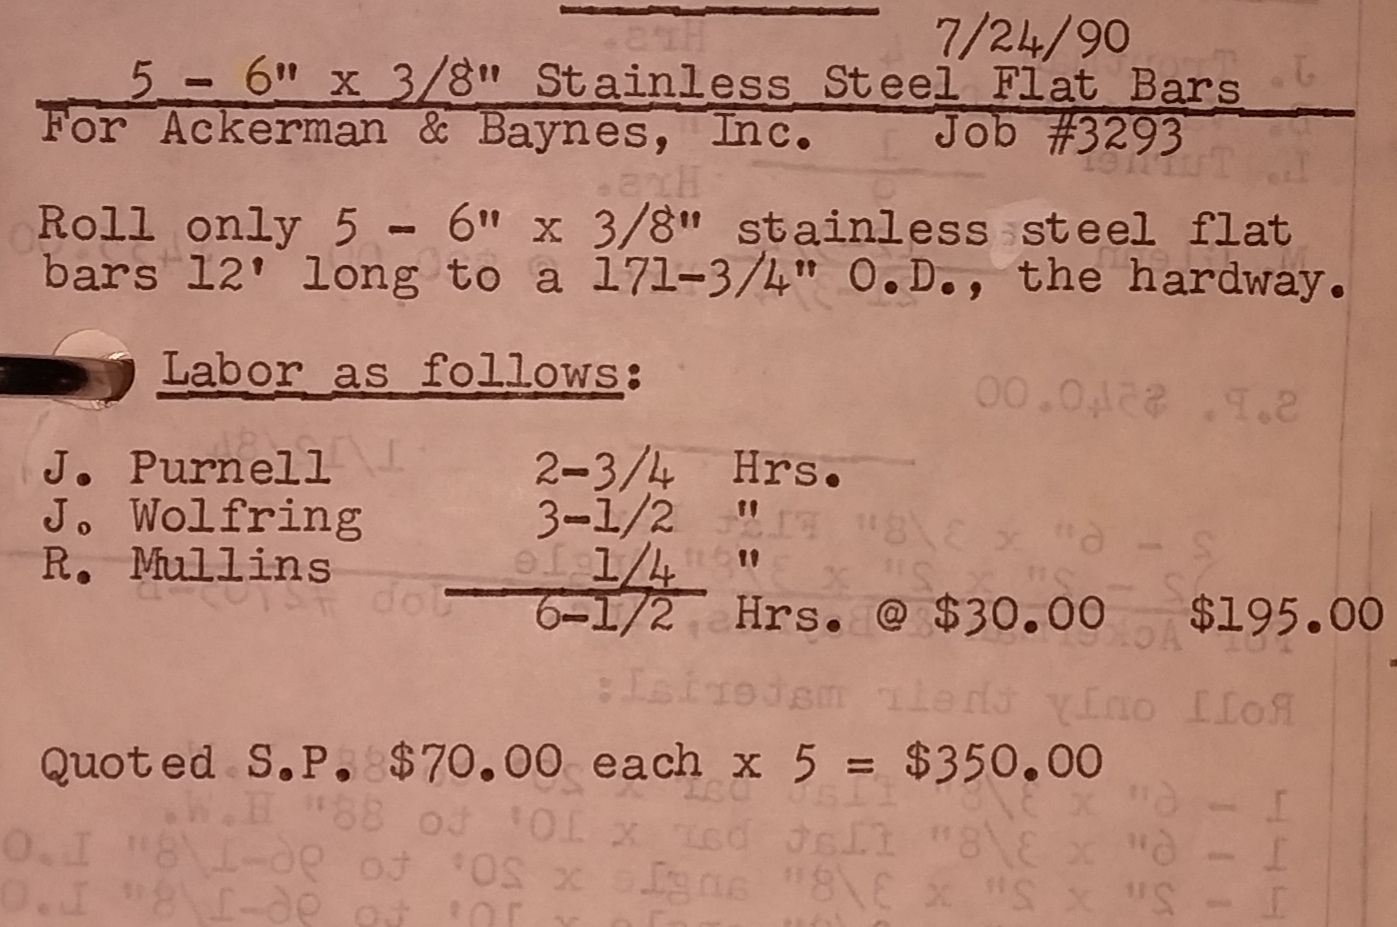 7/24/90
5 - 6" x 3/8" Stainless Steel Flat Bars
For Ackerman & Baynes, Inc. Job #3293
Roll only 5 - 6" x 3/8" stainless steel flat
bars 12' long to a 171-3/4" O.D., the hardway.
Labor as follows:
J. Purnell 2-3/4 Hrs.
J. Wolfring 3-1/2 "
R. Mullins 1/4 "
6-1/2 Hrs. @ $30.00 $195.00
Quoted S.P. $70.00 each x 5 = $350.00